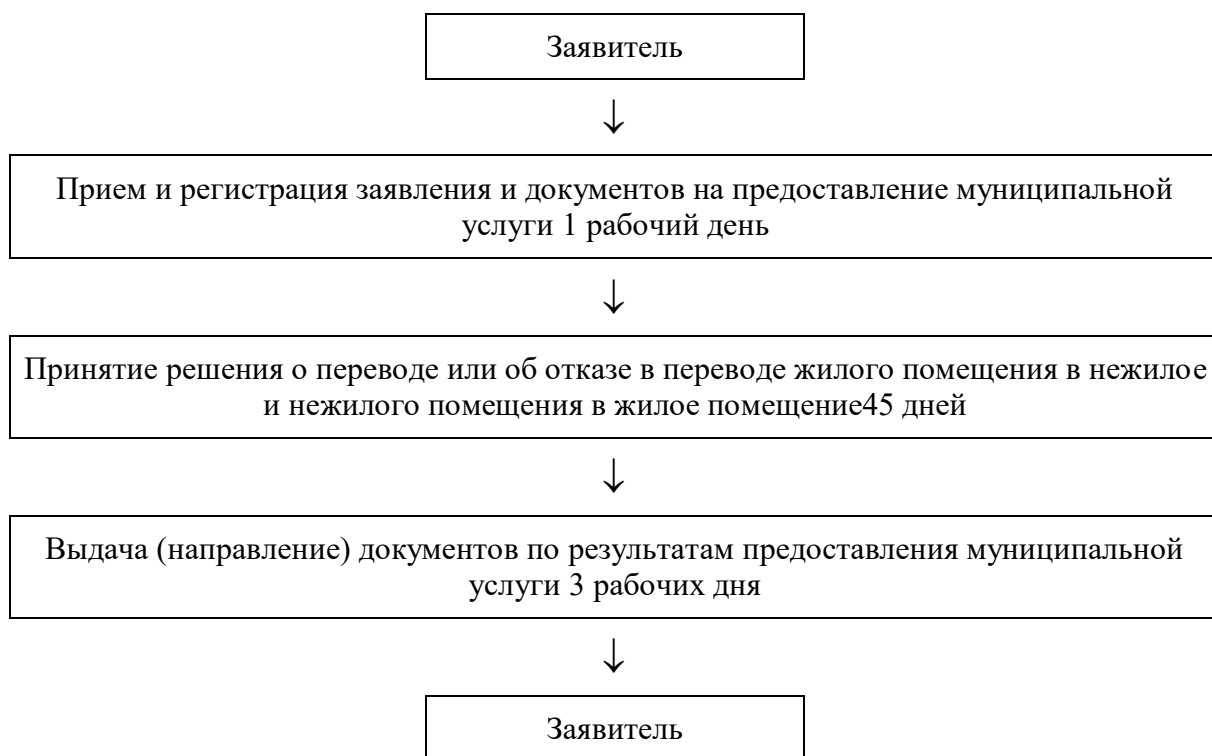 Заявитель
↓
Прием и регистрация заявления и документов на предоставление муниципальной
услуги 1 рабочий день
↓
Принятие решения о переводе или об отказе в переводе жилого помещения в нежилое
и нежилого помещения в жилое помещение45 дней
↓
Выдача (направление) документов по результатам предоставления муниципальной
услуги 3 рабочих дня
↓
Заявитель